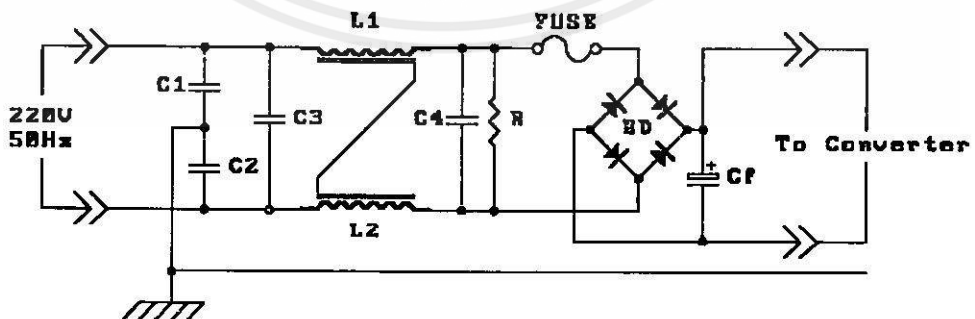 L1
FUSE
C1
C3
C4
R
BD
220V
50Hz
To Converter
C2
+
Cf
L2